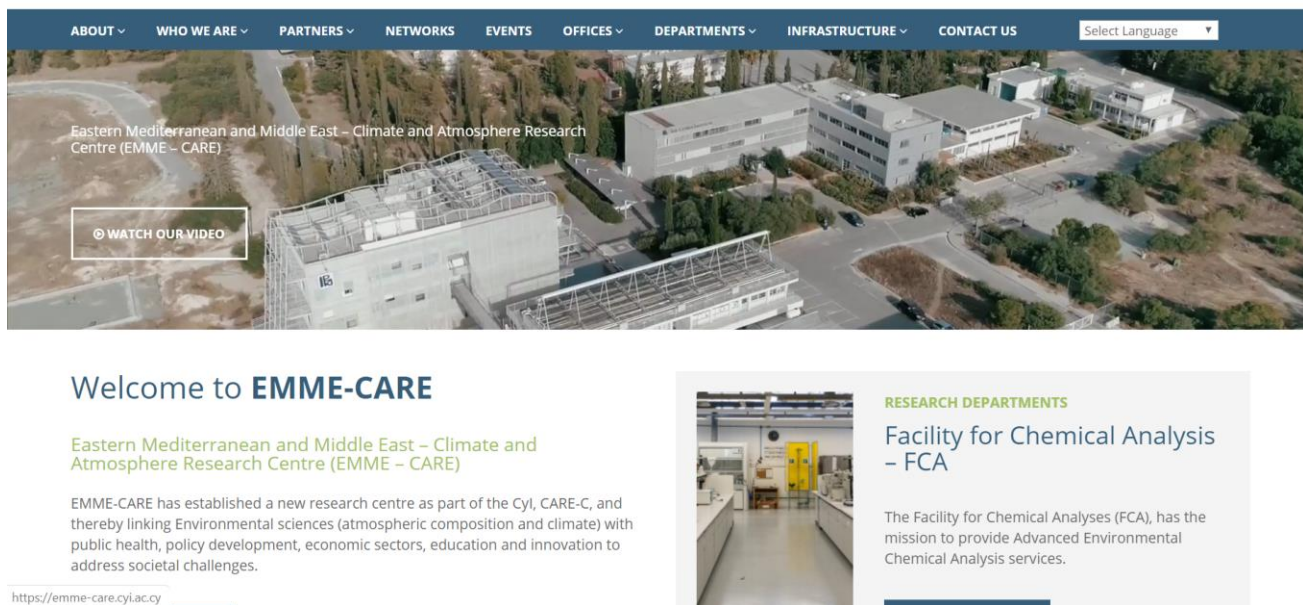 ABOUT WHO WE ARE PARTNERS NETWORKS EVENTS OFFICES DEPARTMENTS INFRASTRUCTURE CONTACT US Select Language
Eastern Mediterranean and Middle East – Climate and Atmosphere Research
Centre (EMME – CARE)
WATCH OUR VIDEO
Welcome to EMME-CARE
Eastern Mediterranean and Middle East – Climate and
Atmosphere Research Centre (EMME – CARE)
EMME-CARE has established a new research centre as part of the CyI, CARE-C, and
thereby linking Environmental sciences (atmospheric composition and climate) with
public health, policy development, economic sectors, education and innovation to
address societal challenges.
RESEARCH DEPARTMENTS
Facility for Chemical Analysis
– FCA
The Facility for Chemical Analyses (FCA), has the
mission to provide Advanced Environmental
Chemical Analysis services.
https://emme-care.cyi.ac.cy